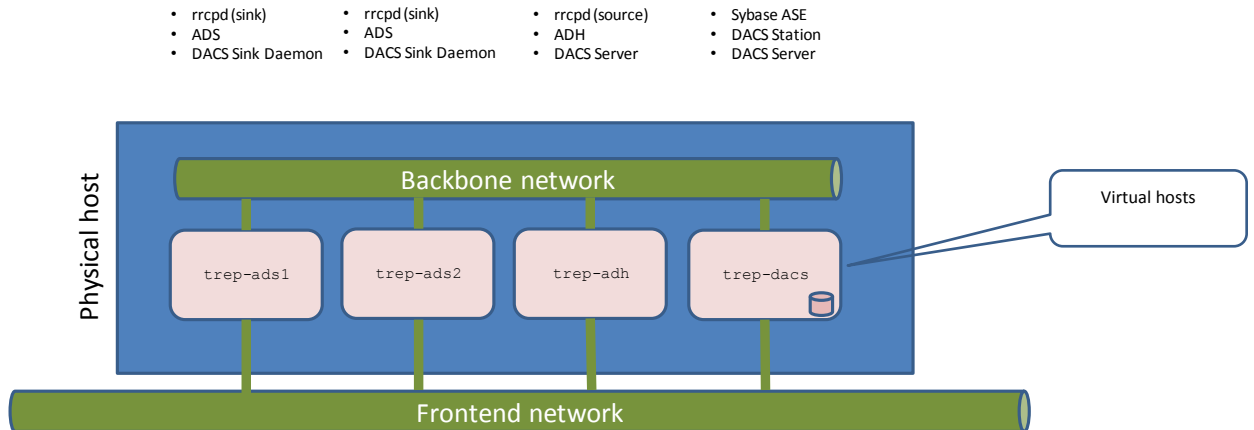 • rrcpd (sink)
• ADS
• DACS Sink Daemon
• rrcpd (sink)
• ADS
• DACS Sink Daemon
• rrcpd (source)
• ADH
• DACS Server
• Sybase ASE
• DACS Station
• DACS Server
Physical host
Backbone network
Virtual hosts
trep-ads1
trep-ads2
trep-adh
trep-dacs
Frontend network